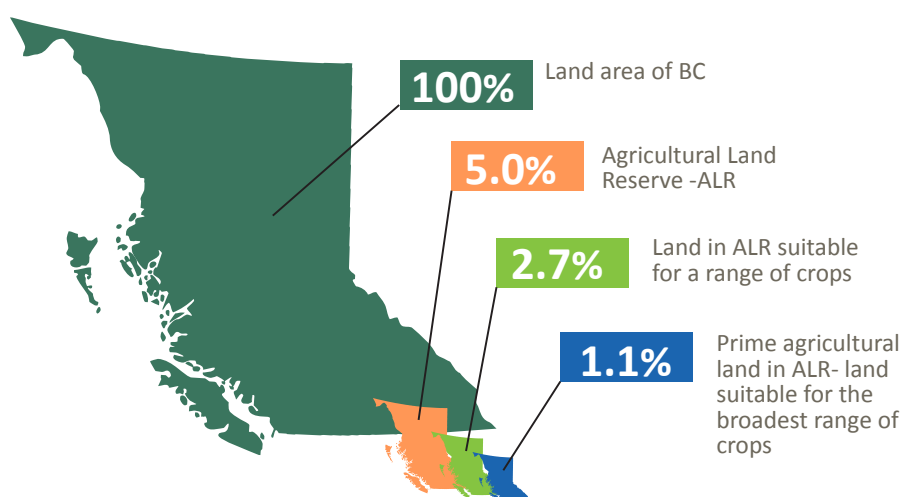 100%
Land area of BC
5.0%
Agricultural Land
Reserve -ALR
2.7%
Land in ALR suitable
for a range of crops
1.1%
Prime agricultural
land in ALR- land
suitable for the
broadest range of
crops